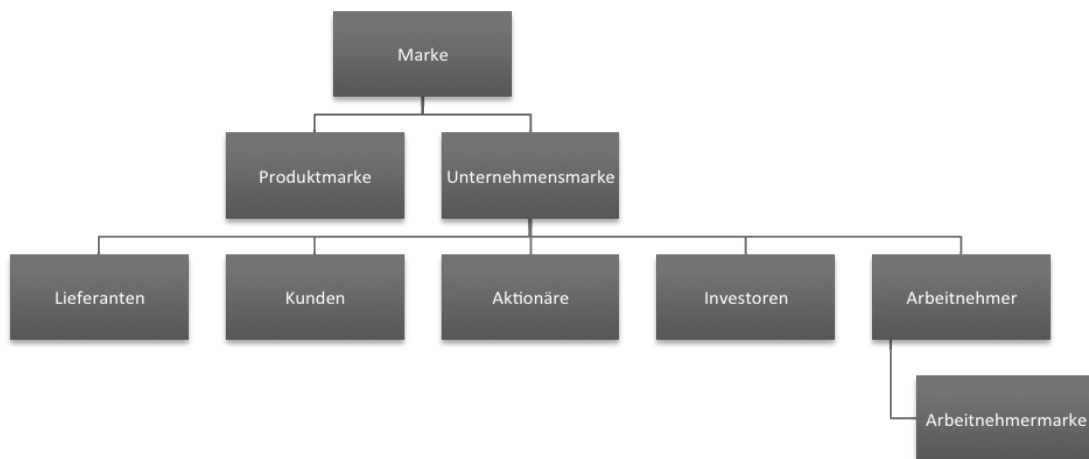 Marke
Produktmarke
Unternehmensmarke
Lieferanten
Kunden
Aktionäre
Investoren
Arbeitnehmer
Arbeitnehmermarke